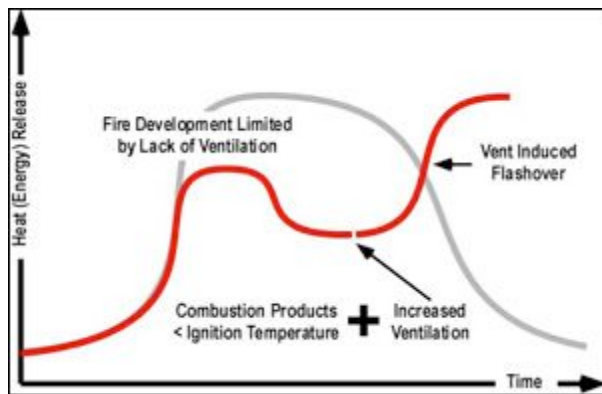 Heat (Energy) Release
Fire Development Limited
by Lack of Ventilation
Vent Induced
Flashover
Combustion Products
< Ignition Temperature
+
Increased
Ventilation
Time